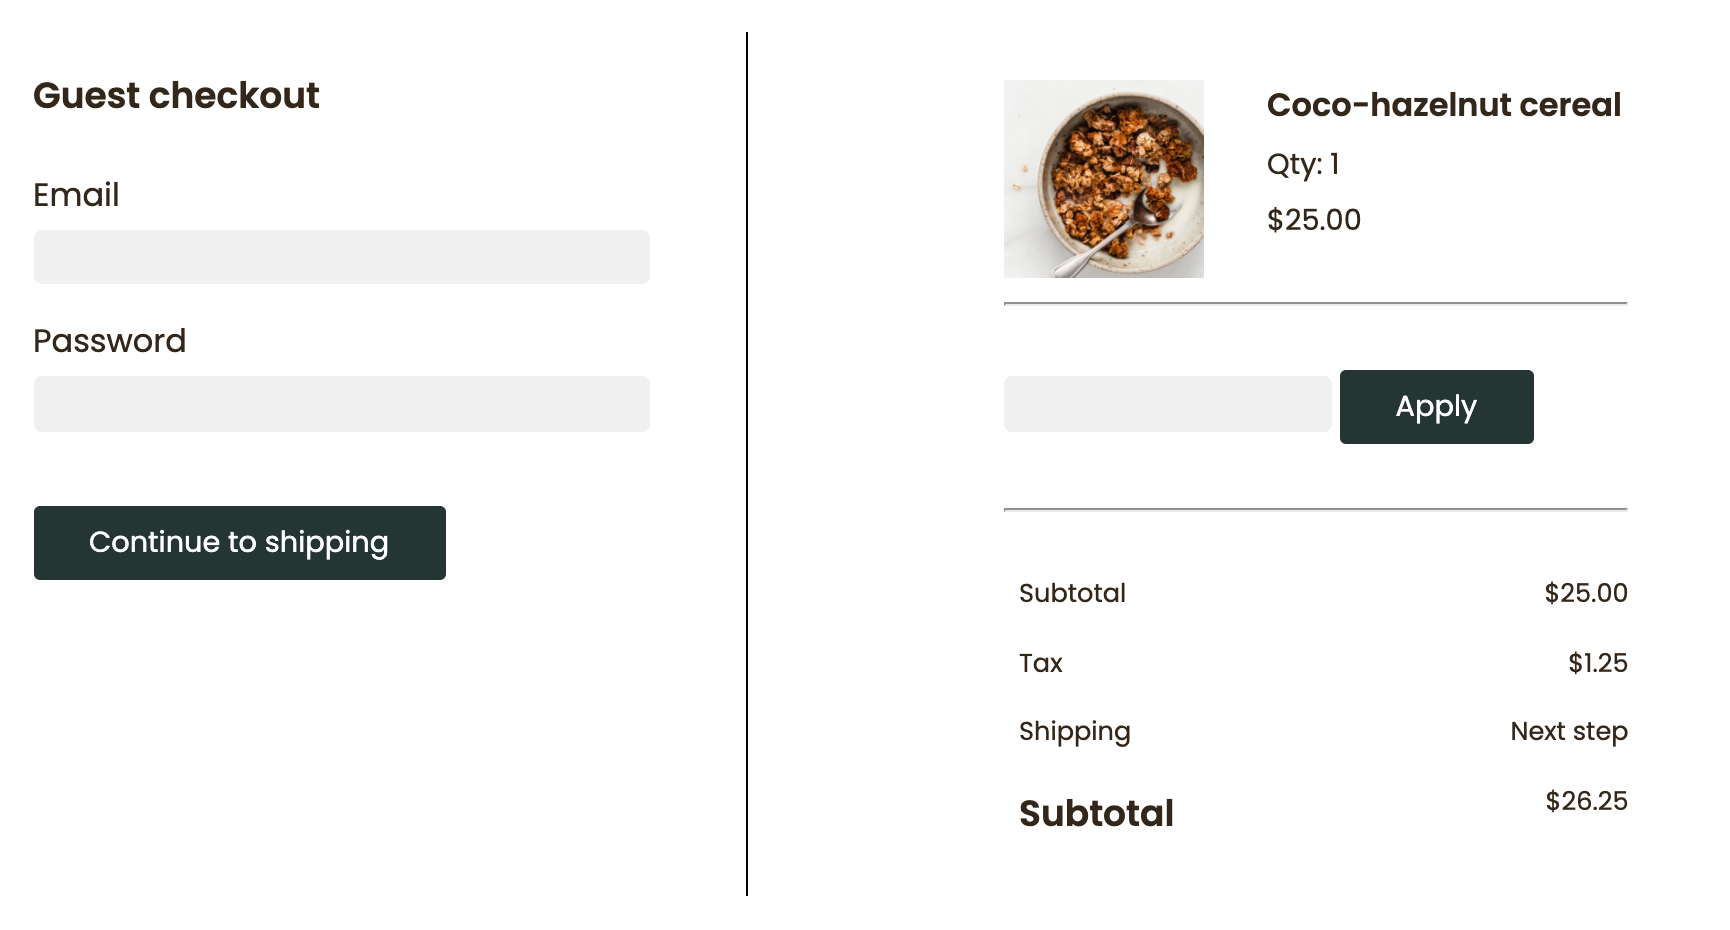 Guest checkout
Email
Password
Continue to shipping
Coco-hazelnut cereal
Qty: 1
$25.00
Apply
Subtotal $25.00
Tax $1.25
Shipping Next step
Subtotal $26.25